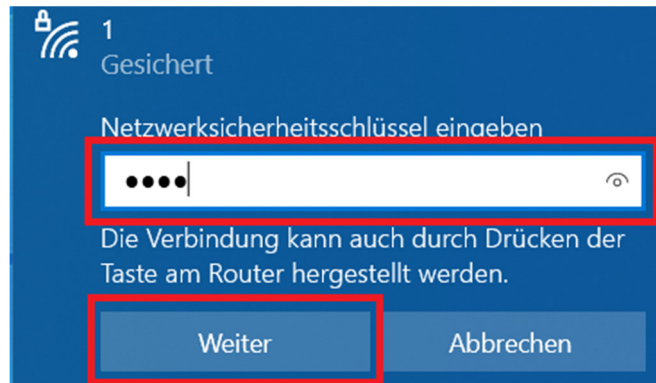 1
Gesichert
Netzwerksicherheitsschlüssel eingeben
••••
Die Verbindung kann auch durch Drücken der
Taste am Router hergestellt werden.
Weiter
Abbrechen